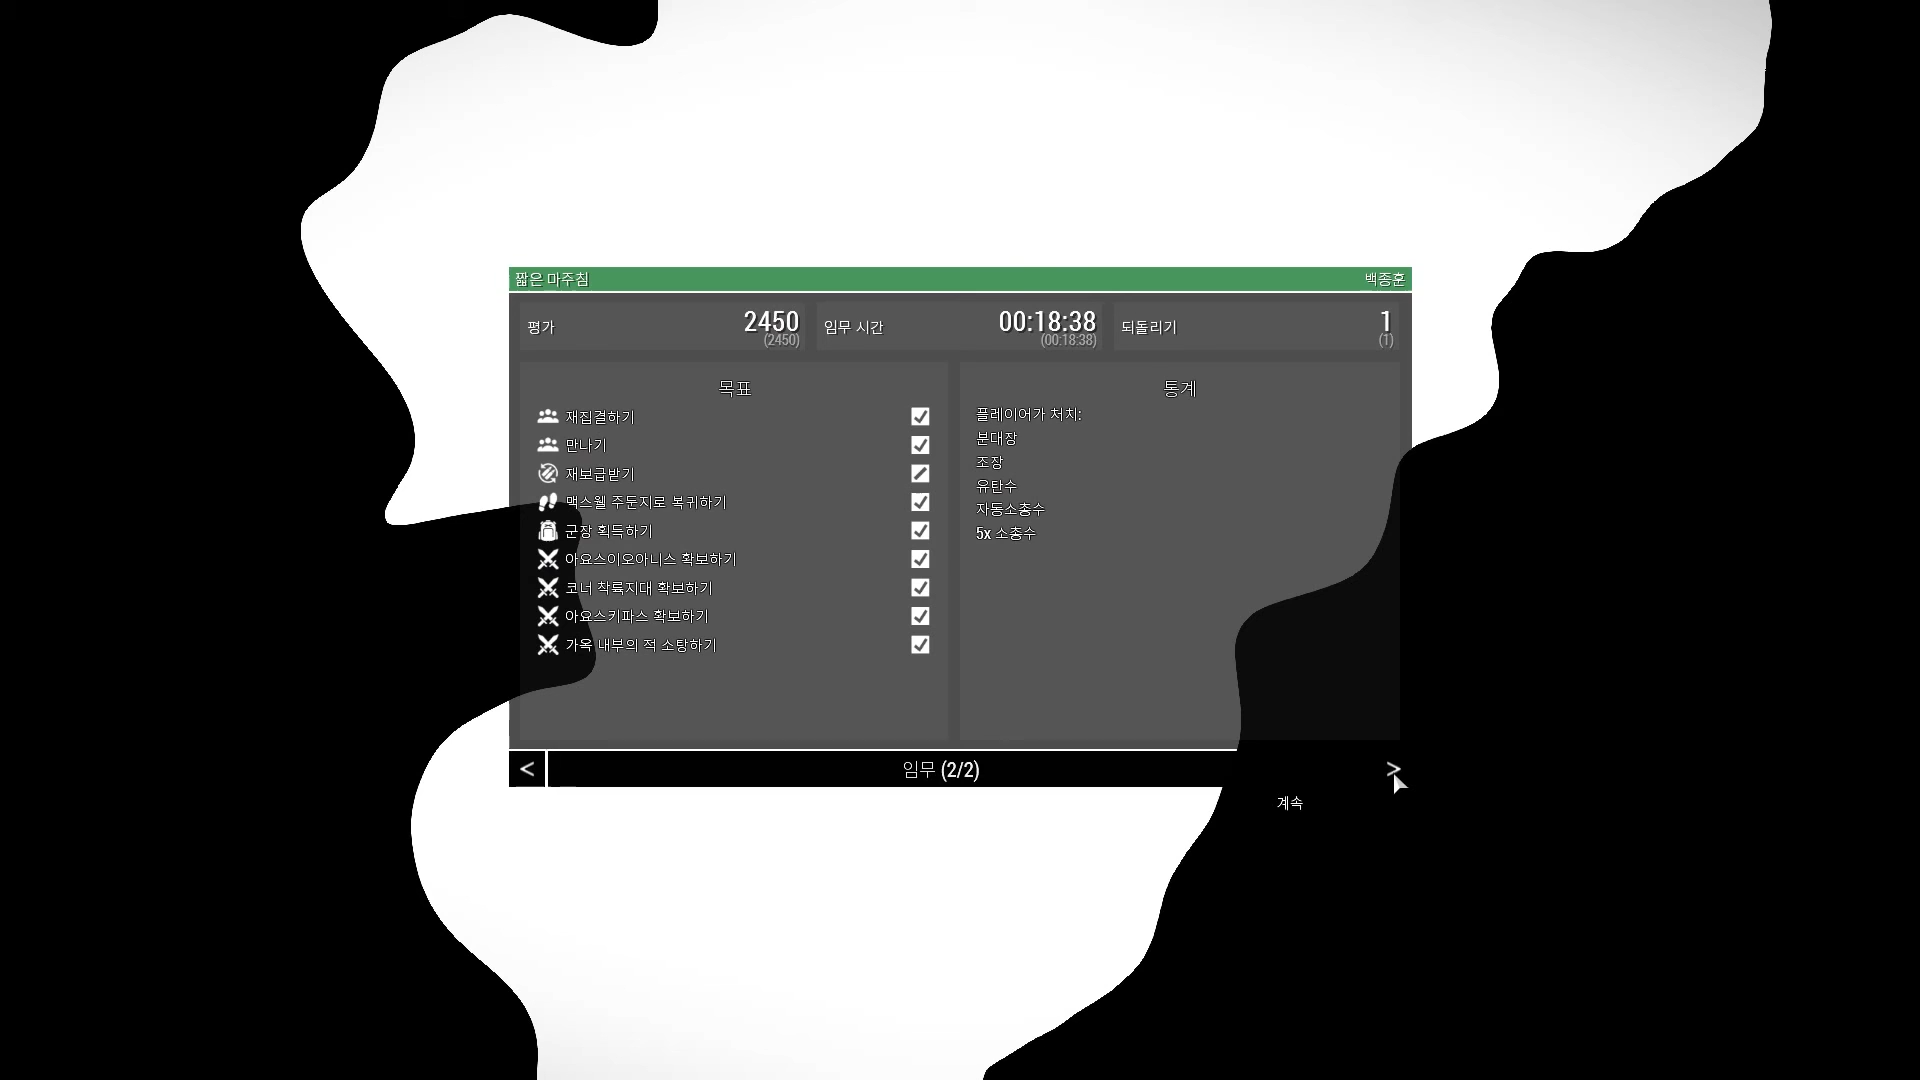 짧은 마주침 백종훈
평가 2450 (2450) 임무 시간 00:18:38 (00:18:38) 되돌리기 1 (1)
목표
재집결하기
만나기
재보급받기
맥스웰 주둔지로 복귀하기
군장 획득하기
아요스이오아니스 확보하기
코너 착륙지대 확보하기
아요스키파스 확보하기
가옥 내부의 적 소탕하기
통계
플레이어가 처치:
분대장
조장
유탄수
자동소총수
5x 소총수
< 임무 (2/2) >
계속